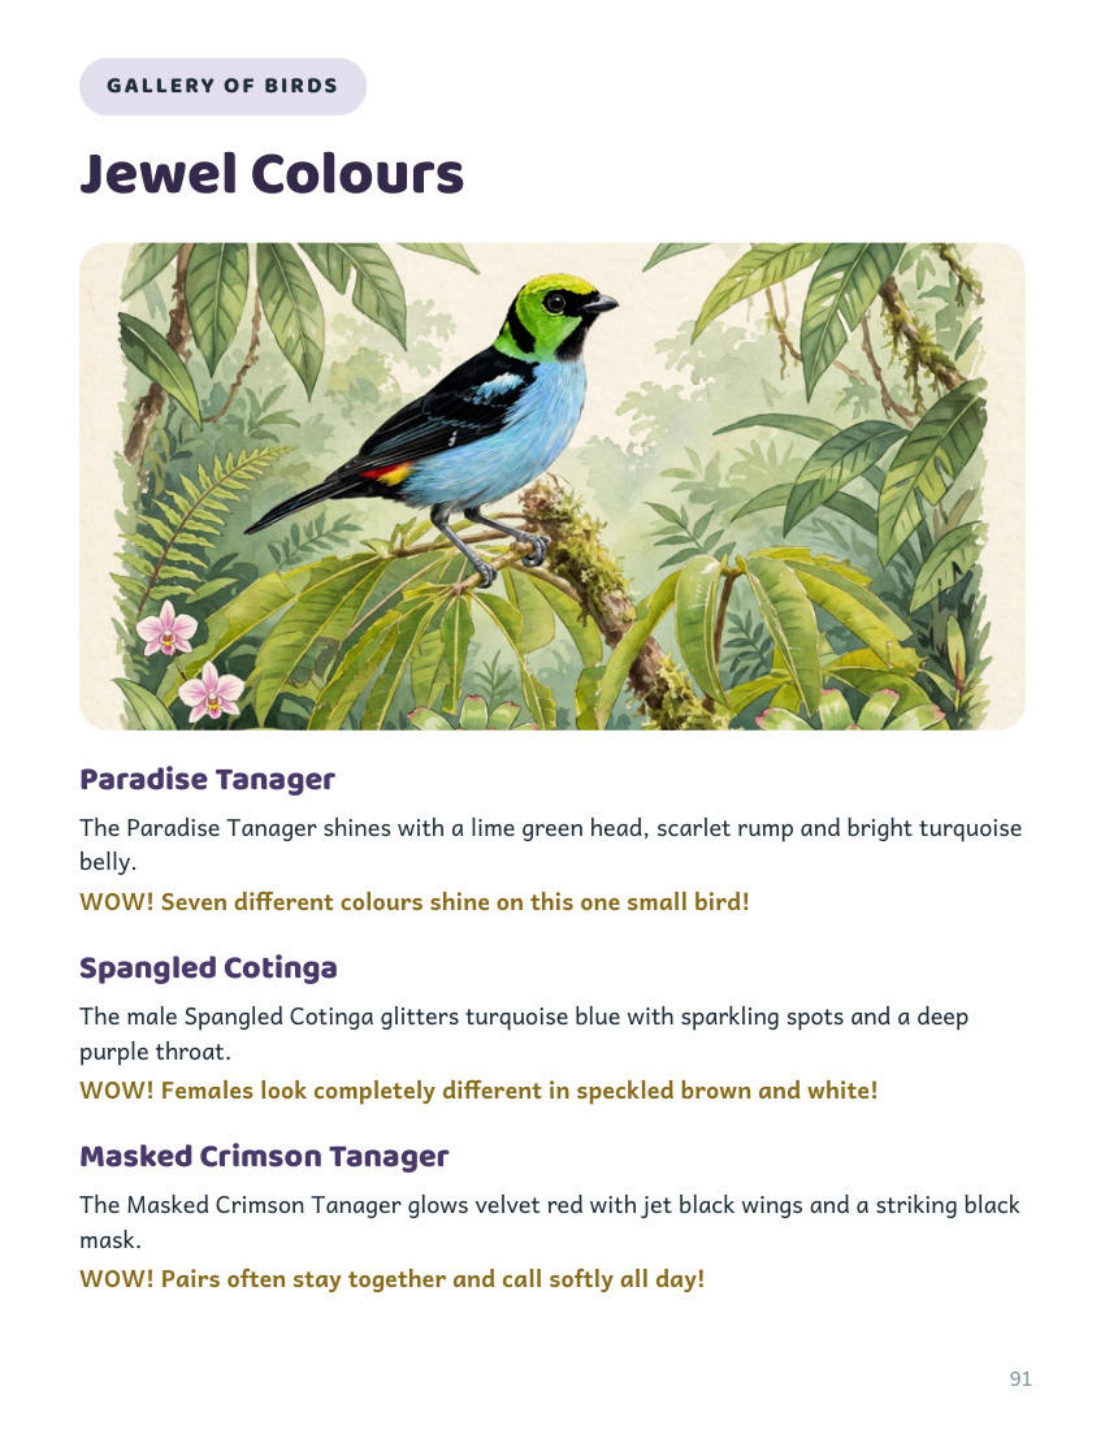 GALLERY OF BIRDS
Jewel Colours
Paradise Tanager
The Paradise Tanager shines with a lime green head, scarlet rump and bright turquoise
belly.
WOW! Seven different colours shine on this one small bird!
Spangled Cotinga
The male Spangled Cotinga glitters turquoise blue with sparkling spots and a deep
purple throat.
WOW! Females look completely different in speckled brown and white!
Masked Crimson Tanager
The Masked Crimson Tanager glows velvet red with jet black wings and a striking black
mask.
WOW! Pairs often stay together and call softly all day!
91